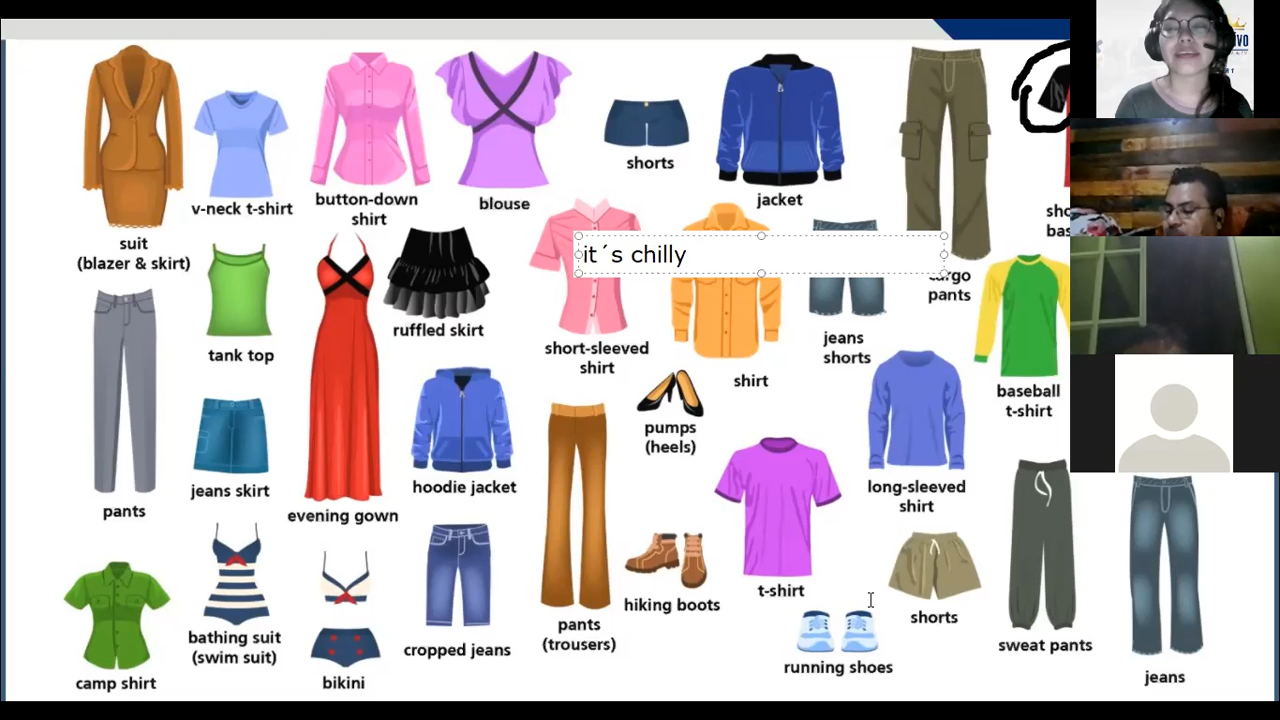 shorts
jacket
v-neck t-shirt
button-down
shirt
blouse
suit
(blazer & skirt)
it´s chilly
cargo
pants
ruffled skirt
tank top
short-sleeved
shirt
shirt
jeans
shorts
baseball
t-shirt
pumps
(heels)
jeans skirt
hoodie jacket
long-sleeved
shirt
pants
evening gown
t-shirt
hiking boots
shorts
pants
(trousers)
bathing suit
(swim suit)
cropped jeans
sweat pants
running shoes
camp shirt
bikini
jeans